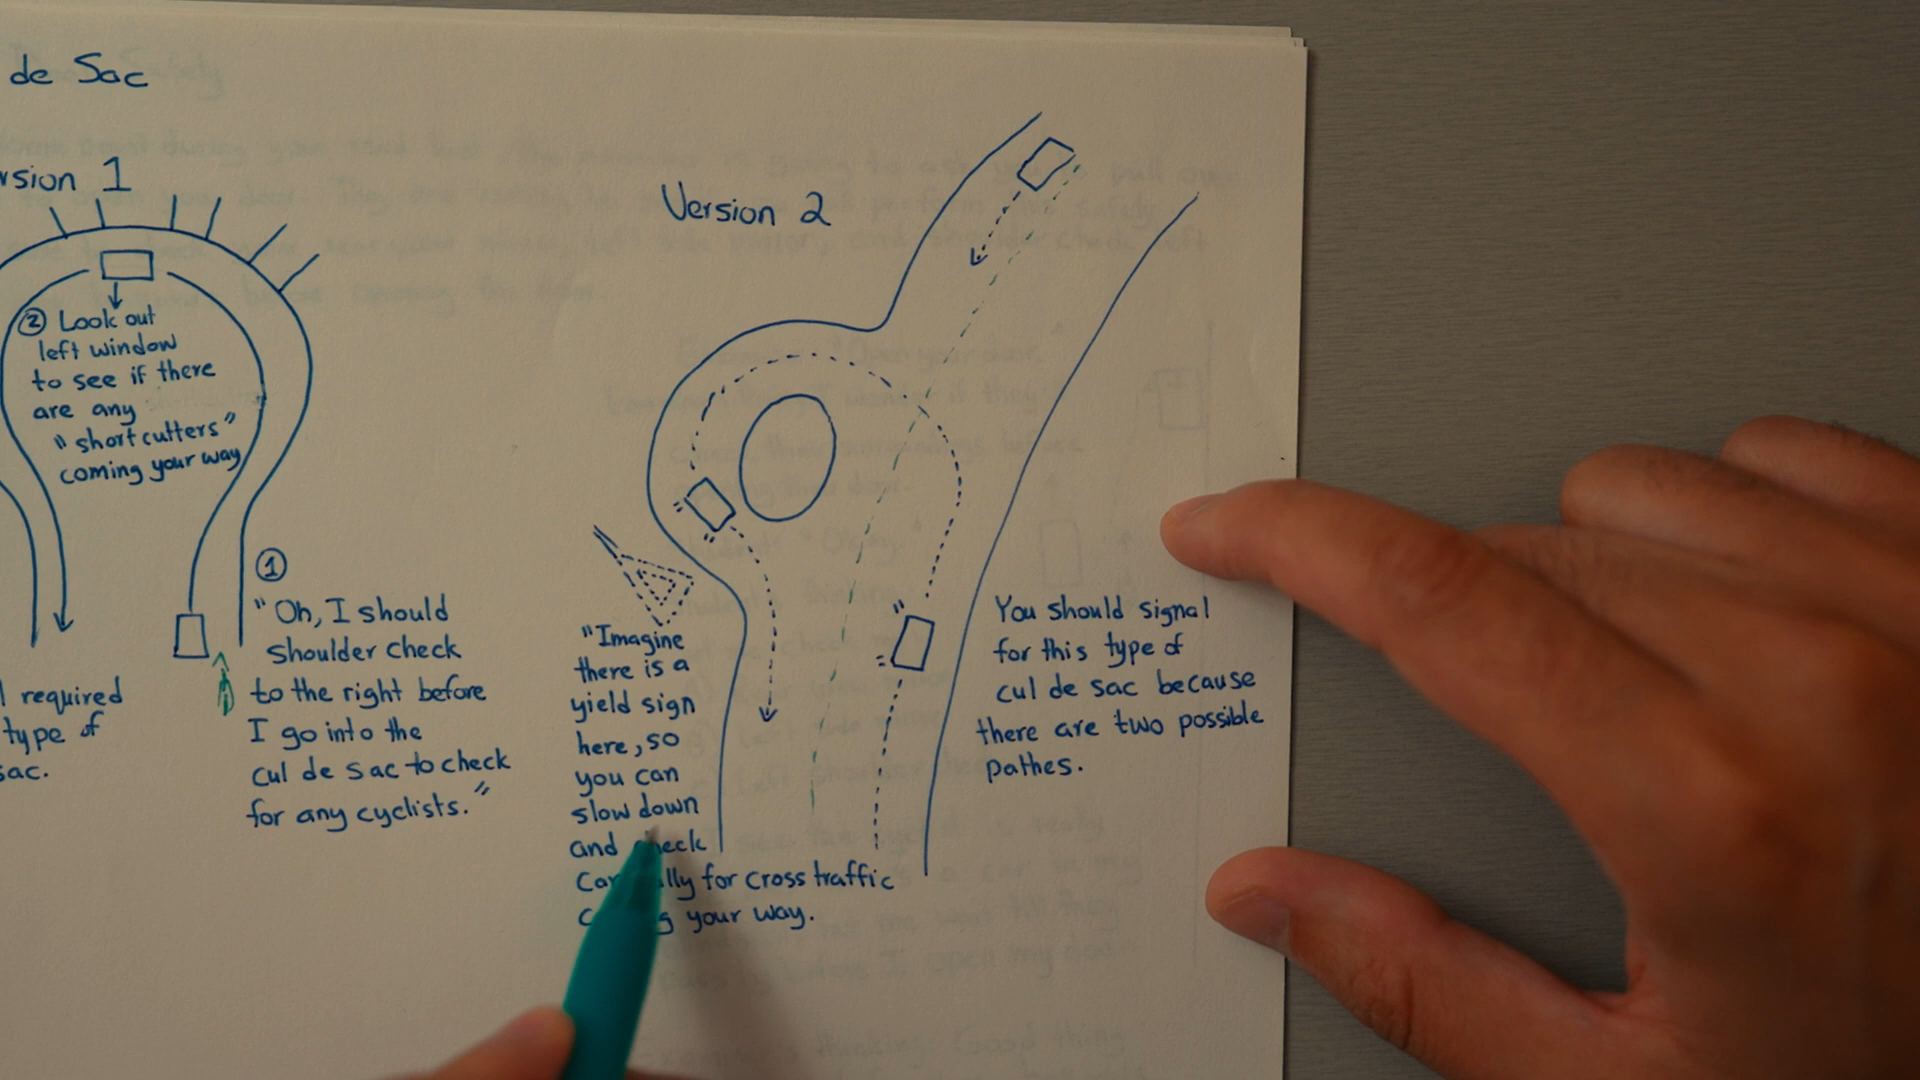 de Sac
rsion 1
② Look out
left window
to see if there
are any
"shortcutters"
coming your way
①
"Oh, I should
shoulder check
to the right before
I go into the
cul de sac to check
for any cyclists."
required
type of
sac.
Version 2
"Imagine
there is a
yield sign
here, so
you can
slow down
and check
for cross traffic
your way.
You should signal
for this type of
cul de sac because
there are two possible
pathes.